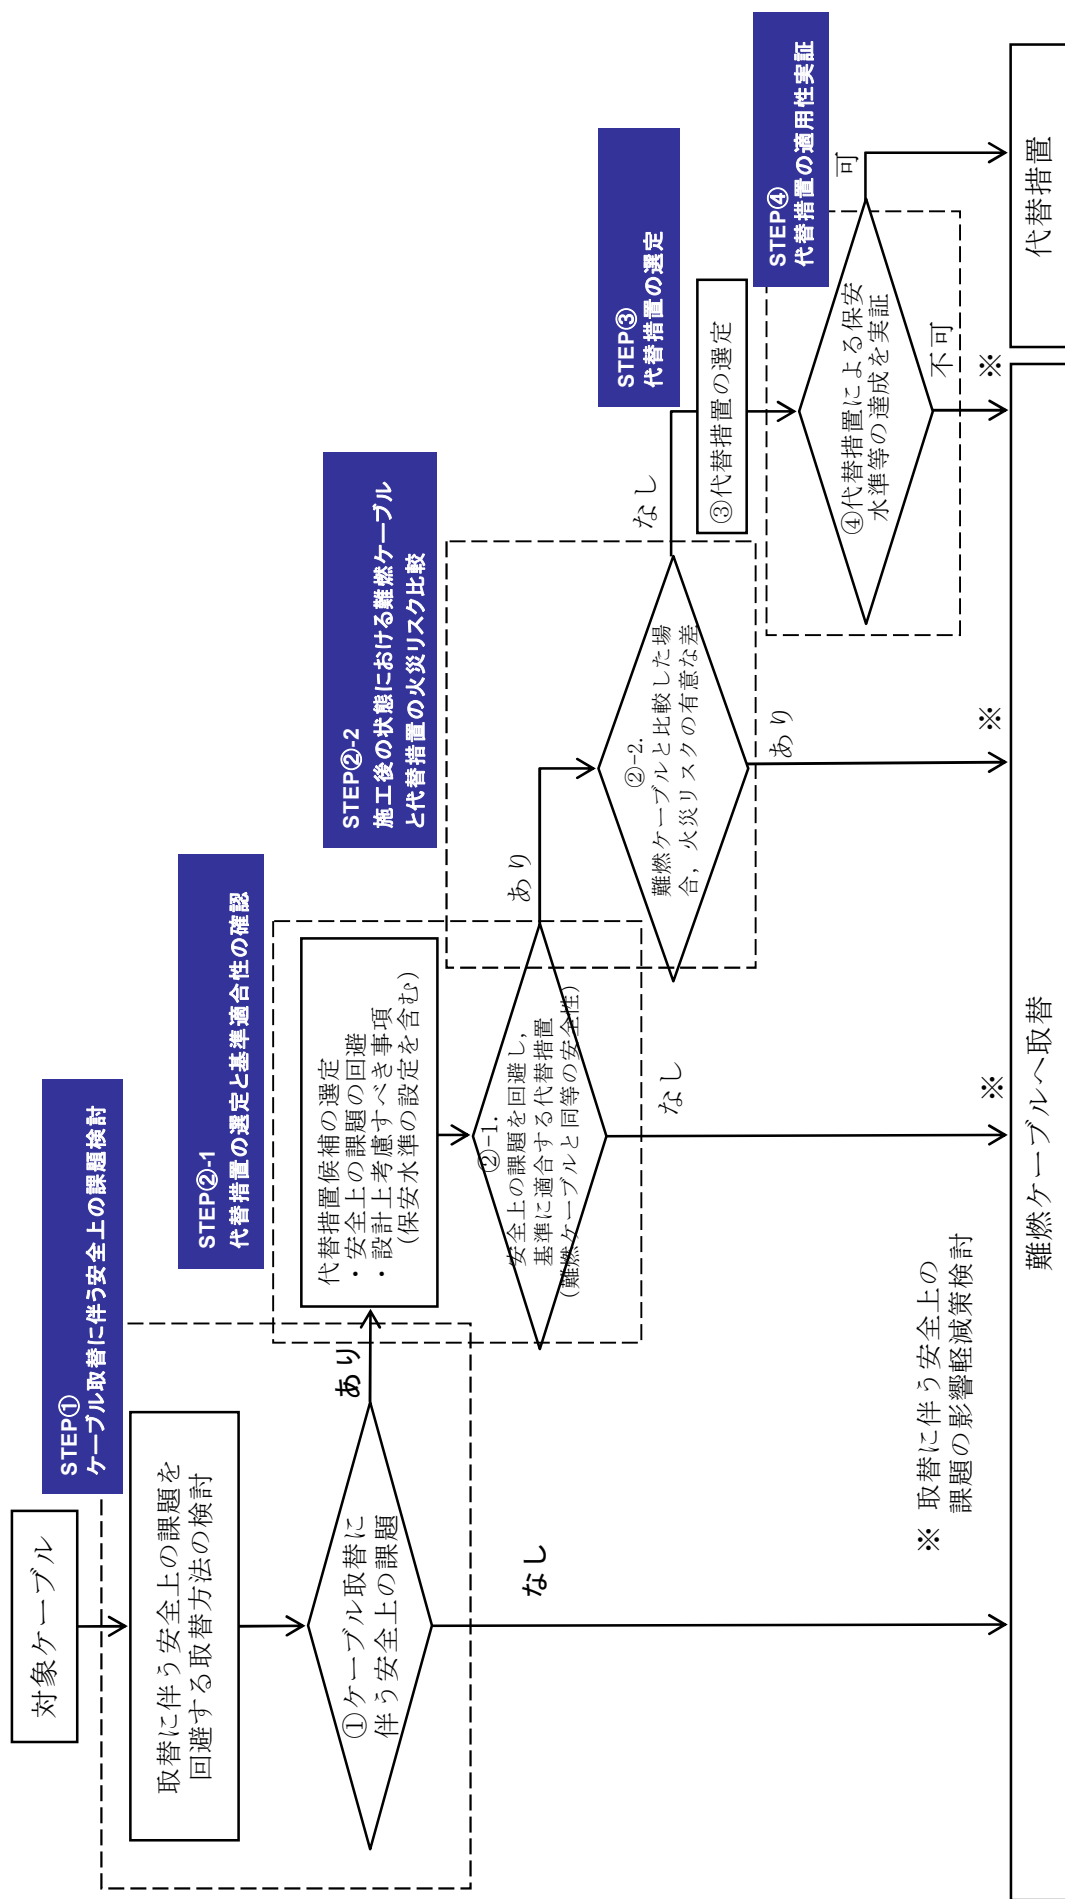 対象ケーブル
STEP①
ケーブル取替に伴う安全上の課題検討
取替に伴う安全上の課題を
回避する取替方法の検討
①ケーブル取替に
伴う安全上の課題
あり
なし
STEP②-1
代替措置の選定と基準適合性の確認
代替措置候補の選定
・安全上の課題の回避
・設計上考慮すべき事項
(保安水準の設定を含む)
②-1.
安全上の課題を回避し,
基準に適合する代替措置
(難燃ケーブルと同等の安全性)
あり
なし
※
STEP②-2
施工後の状態における難燃ケーブル
と代替措置の火災リスク比較
②-2.
難燃ケーブルと比較した場
合，火災リスクの有意な差
なし
あり
※
STEP③
代替措置の選定
③代替措置の選定
STEP④
代替措置の適用性実証
④代替措置による保安
水準等の達成を実証
可
不可
※
※ 取替に伴う安全上の
課題の影響軽減策検討
難燃ケーブルへ取替
代替措置